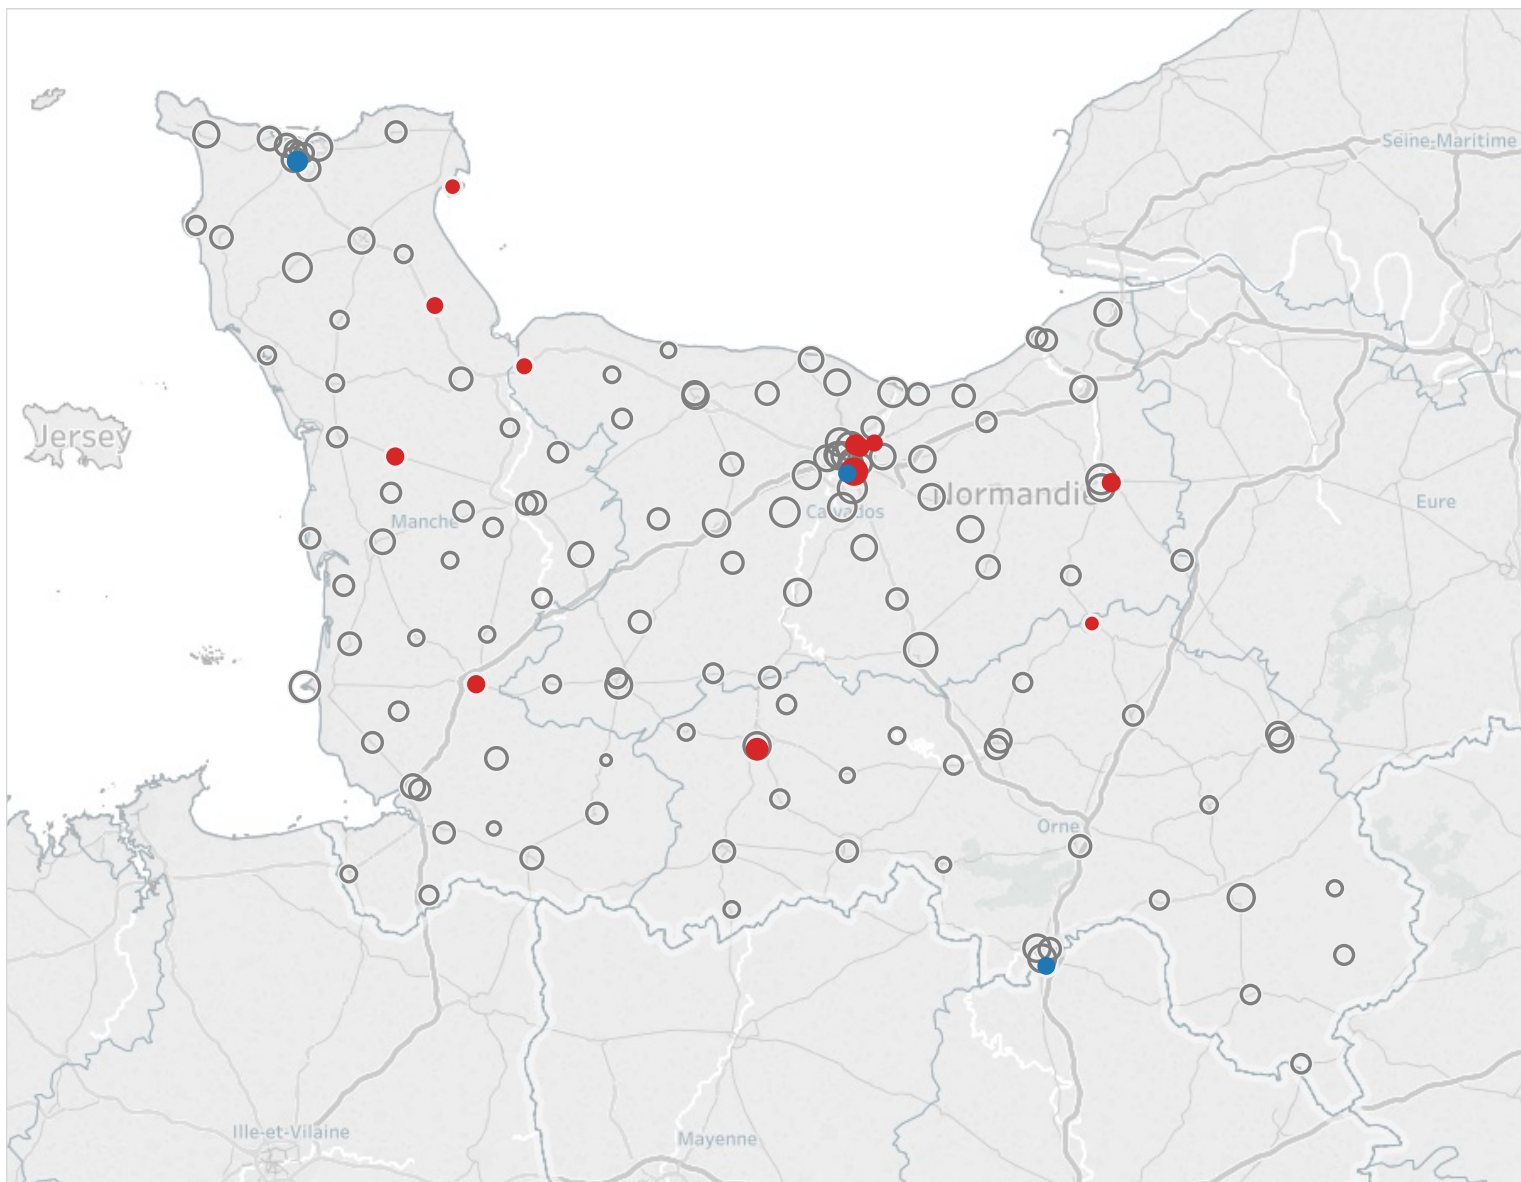 Seine-Maritime
Jersey
Normandie
Eure
Manche
Calvados
Orne
Ille-et-Vilaine
Mayenne